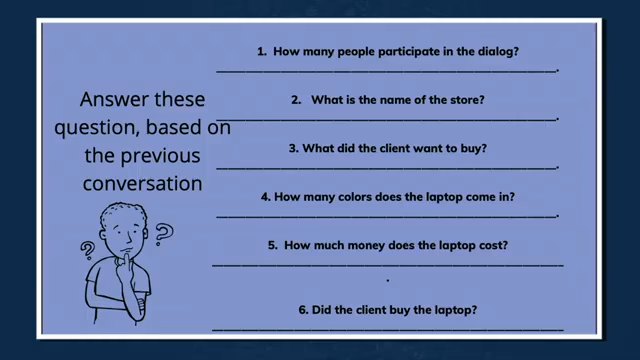 Answer these
question, based on
the previous
conversation
1. How many people participate in the dialog?
.
2. What is the name of the store?
.
3. What did the client want to buy?
.
4. How many colors does the laptop come in?
.
5. How much money does the laptop cost?
.
6. Did the client buy the laptop?
? ?